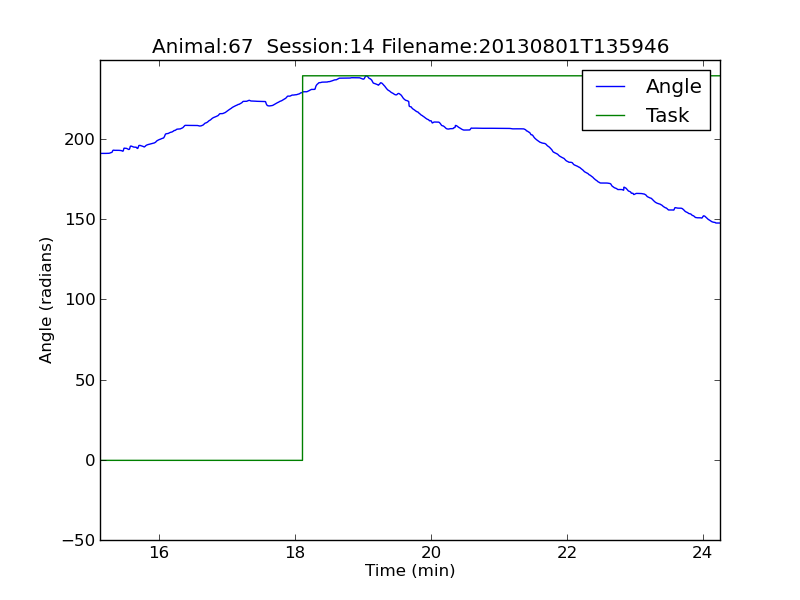 Animal:67  Session:14 Filename:20130801T135946
Angle
Task
Angle (radians)
200
150
100
50
0
−50
16 18 20 22 24
Time (min)